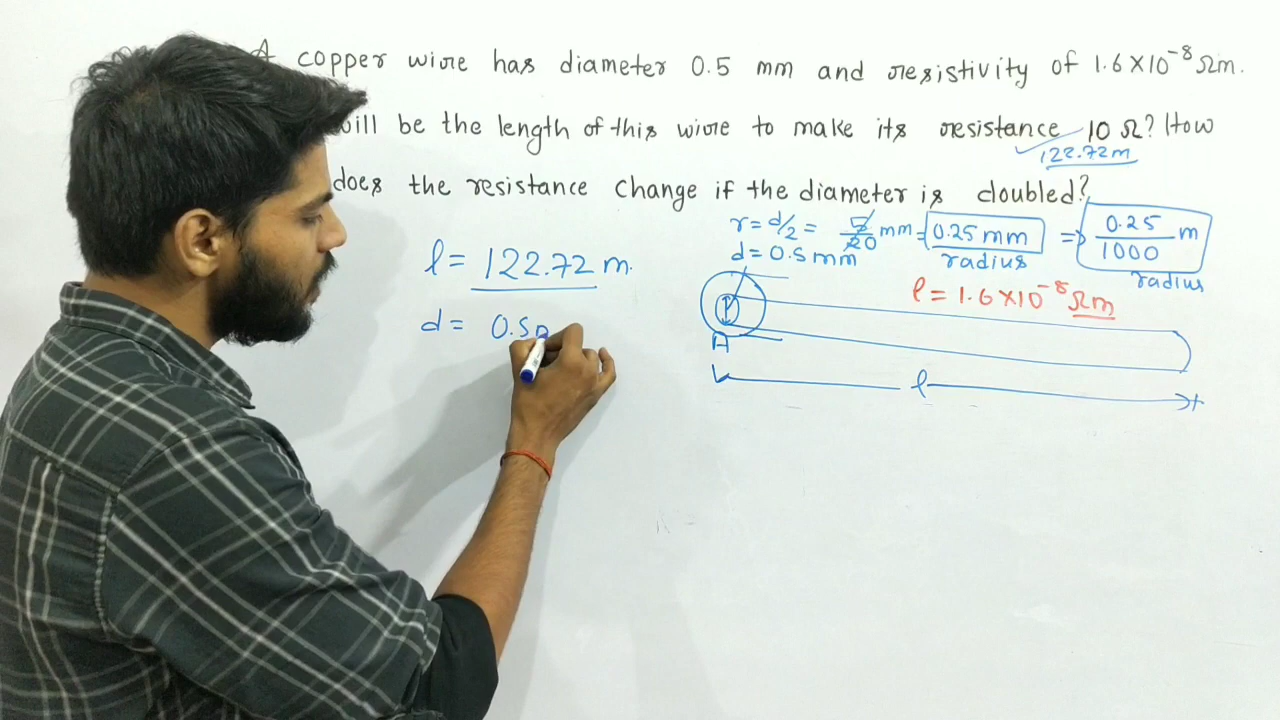 A copper wire has diameter 0.5 mm and resistivity of 1.6×10⁻⁸ Ωm.
will be the length of this wire to make its resistance 10 Ω? How
122.72m
does the resistance change if the diameter is doubled?
r = d/2 = 5/20 mm = 0.25 mm => 0.25/1000 m
radius radius
d = 0.5 mm
l = 122.72 m.
ρ = 1.6×10⁻⁸ Ωm
d = 0.5
A
l